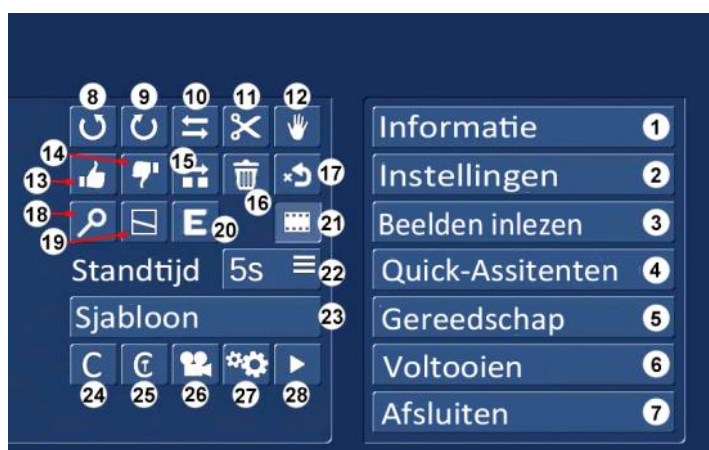 8 9 10 11 12
14 15
13 17
16
18
19 E 20 21
Standtijd 5s 22
Sjabloon 23
C C
24 25 26 27 28
Informatie 1
Instellingen 2
Beelden inlezen 3
Quick-Assitenten 4
Gereedschap 5
Voltooien 6
Afsluiten 7